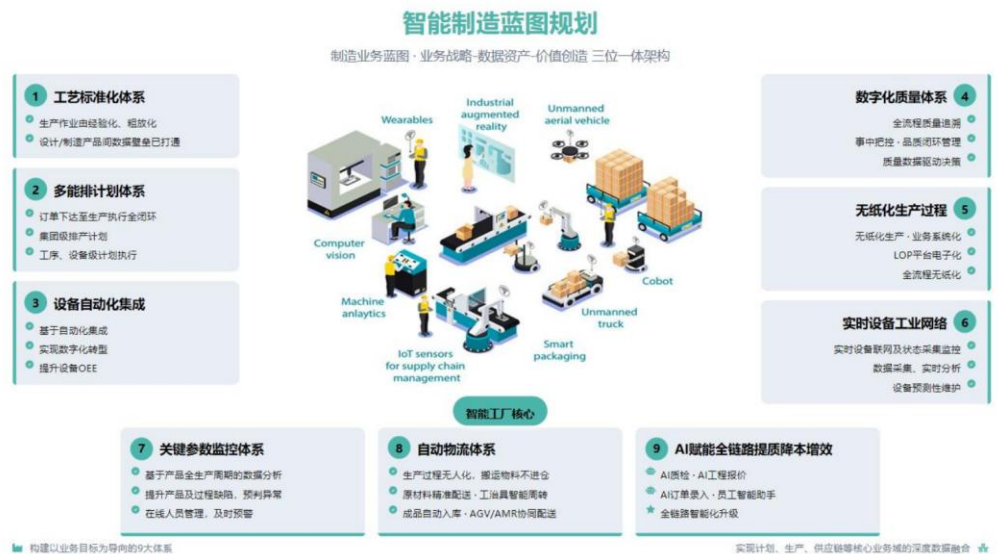 智能制造蓝图规划
制造业务蓝图 · 业务战略-数据资产-价值创造 三位一体架构
1 工艺标准化体系
生产作业由经验化、粗放化
设计/制造产品间数据壁垒已打通
2 多能排计划体系
订单下达至生产执行全闭环
集团级排产计划
工序、设备级计划执行
3 设备自动化集成
基于自动化集成
实现数字化转型
提升设备OEE
Wearables
Industrial
augmented
reality
Unmanned
aerial vehicle
Computer
vision
Machine
anlaytics
IoT sensors
for supply chain
management
Smart
packaging
Unmanned
truck
Cobot
数字化质量体系 4
全流程质量追溯
事中把控 · 品质闭环管理
质量数据驱动决策
无纸化生产过程 5
无纸化生产 · 业务系统化
LOP平台电子化
全流程无纸化
实时设备工业网络 6
实时设备联网及状态采集监控
数据采集、实时分析
设备预测性维护
智能工厂核心
7 关键参数监控体系
基于产品全生产周期的数据分析
提升产品及过程缺陷，预判异常
在线人员管理，及时预警
8 自动物流体系
生产过程无人化，搬运物料不进仓
原材料精准配送 · 工治具智能周转
成品自动入库 · AGV/AMR协同配送
9 AI赋能全链路提质降本增效
AI质检 · AI工程报价
AI订单录入 · 员工智能助手
全链路智能化升级
构建以业务目标为导向的9大体系
实现计划、生产、供应链等核心业务域的深度数据融合